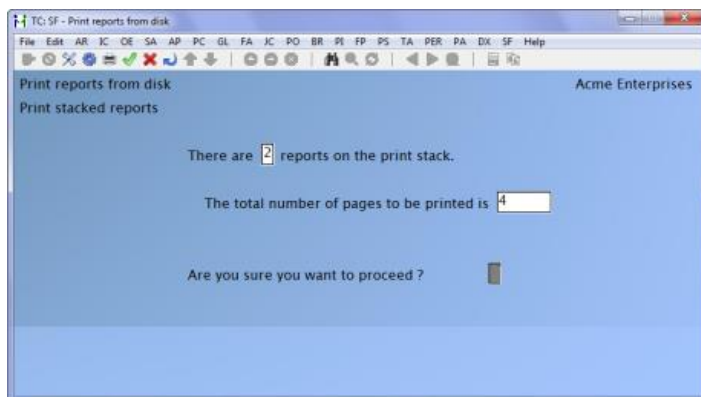 TC: SF - Print reports from disk
File Edit AR IC OE SA AP PC GL FA JC PO BR PI FP PS TA PER PA DX SF Help
Print reports from disk Acme Enterprises
Print stacked reports
There are 2 reports on the print stack.
The total number of pages to be printed is 4
Are you sure you want to proceed ?